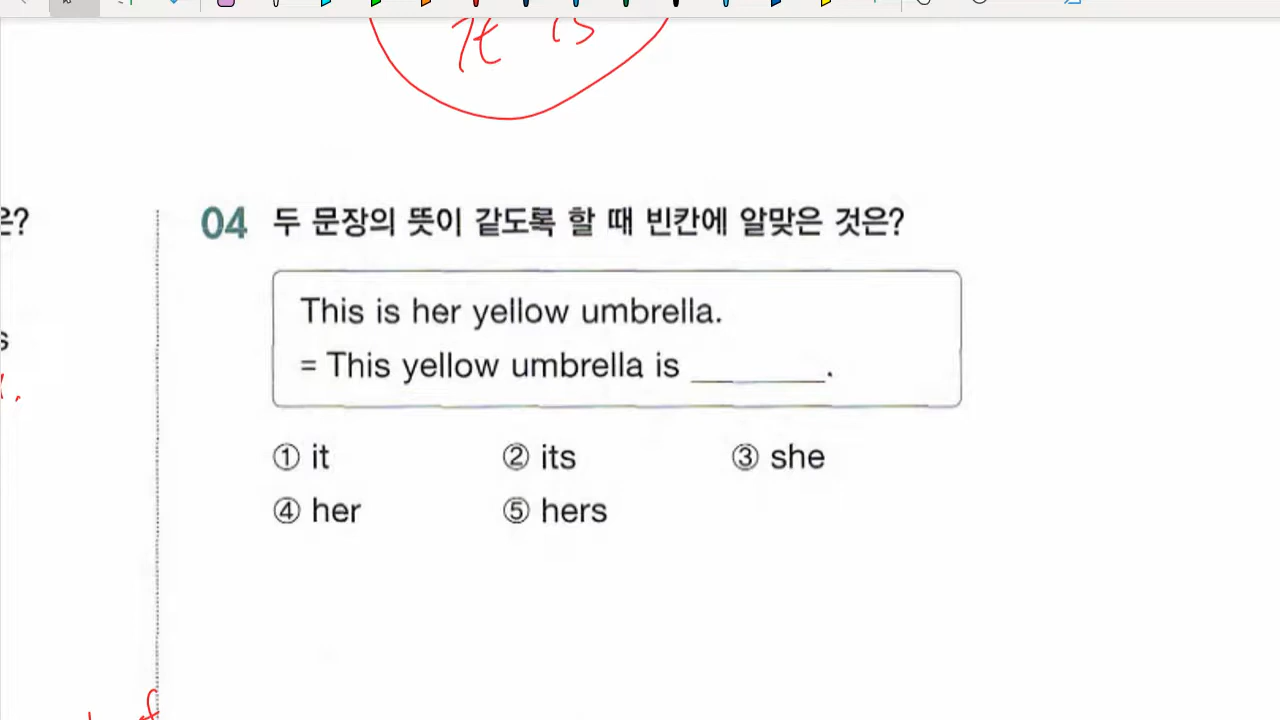 It is
은?
04 두 문장의 뜻이 같도록 할 때 빈칸에 알맞은 것은?
This is her yellow umbrella.
= This yellow umbrella is ________.
s
① it ② its ③ she
④ her ⑤ hers
of